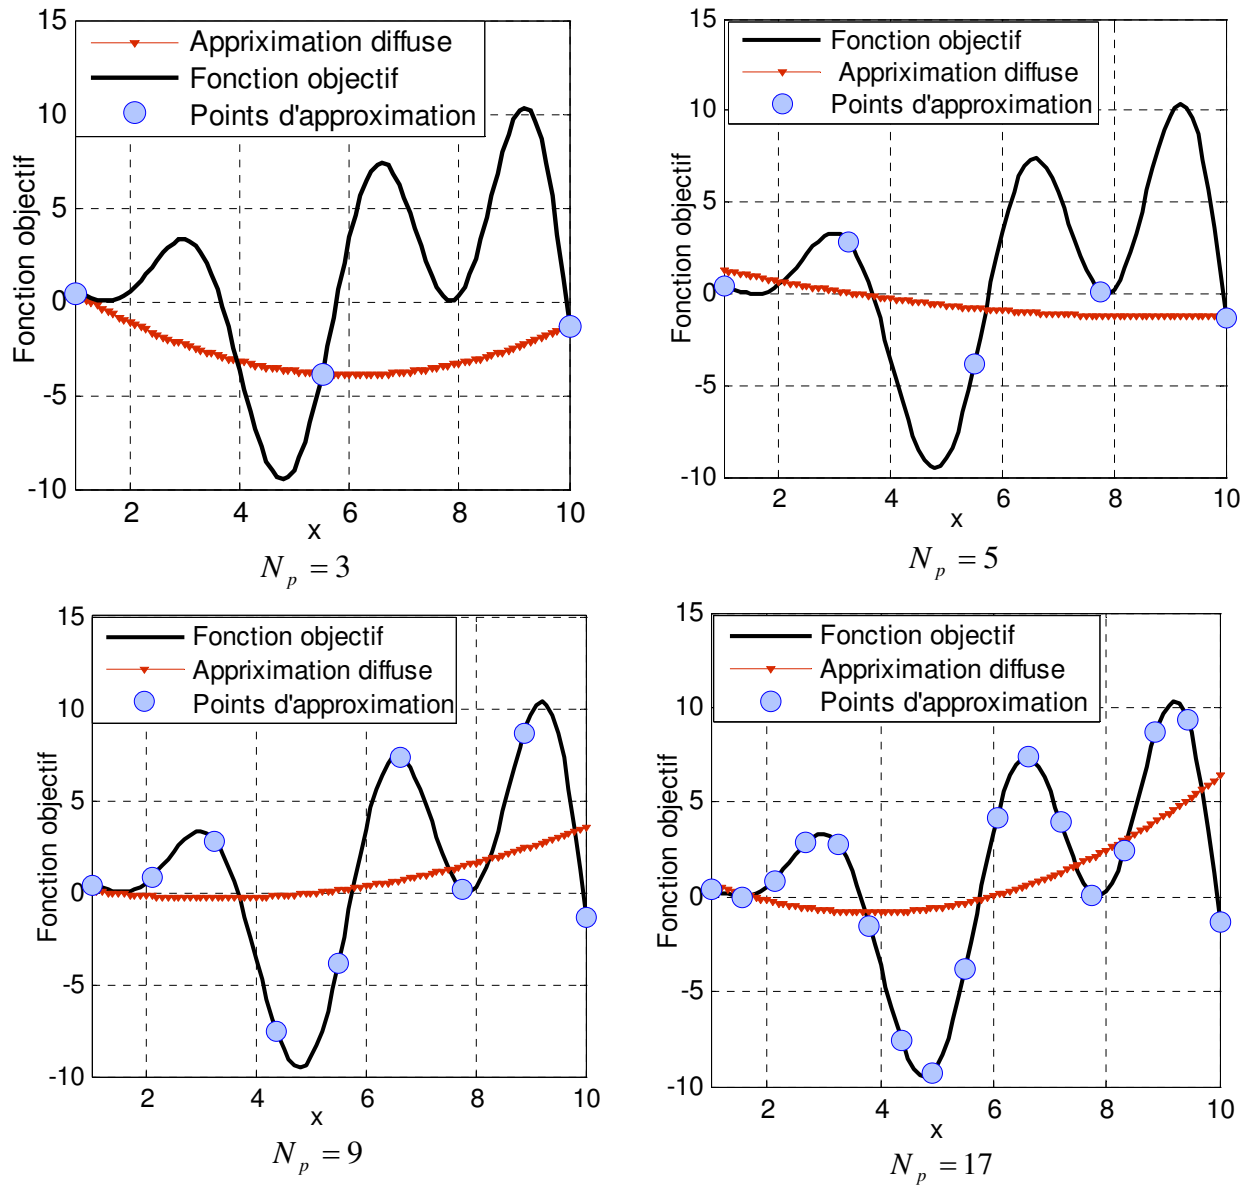 15
10
5
0
-5
-10
Fonction objectif
Appriximation diffuse
Fonction objectif
Points d'approximation
2
4
6
8
10
x
N_p = 3
15
10
5
0
-5
-10
Fonction objectif
Fonction objectif
Appriximation diffuse
Points d'approximation
2
4
6
8
10
x
N_p = 5
15
10
5
0
-5
-10
Fonction objectif
Fonction objectif
Appriximation diffuse
Points d'approximation
2
4
6
8
10
x
N_p = 9
15
10
5
0
-5
-10
Fonction objectif
Fonction objectif
Appriximation diffuse
Points d'approximation
2
4
6
8
10
x
N_p = 17